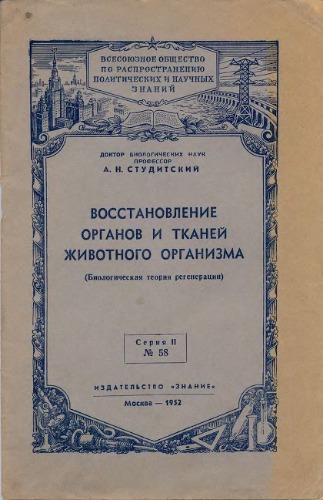 ВСЕСОЮЗНОЕ ОБЩЕСТВО
ПО РАСПРОСТРАНЕНИЮ
ПОЛИТИЧЕСКИХ И НАУЧНЫХ
ЗНАНИЙ
ДОКТОР БИОЛОГИЧЕСКИХ НАУК
ПРОФЕССОР
А. Н. СТУДИТСКИЙ
ВОССТАНОВЛЕНИЕ
ОРГАНОВ И ТКАНЕЙ
ЖИВОТНОГО ОРГАНИЗМА
(Биологическая теория регенерации)
Серия II
№ 58
ИЗДАТЕЛЬСТВО «ЗНАНИЕ»
Москва — 1952